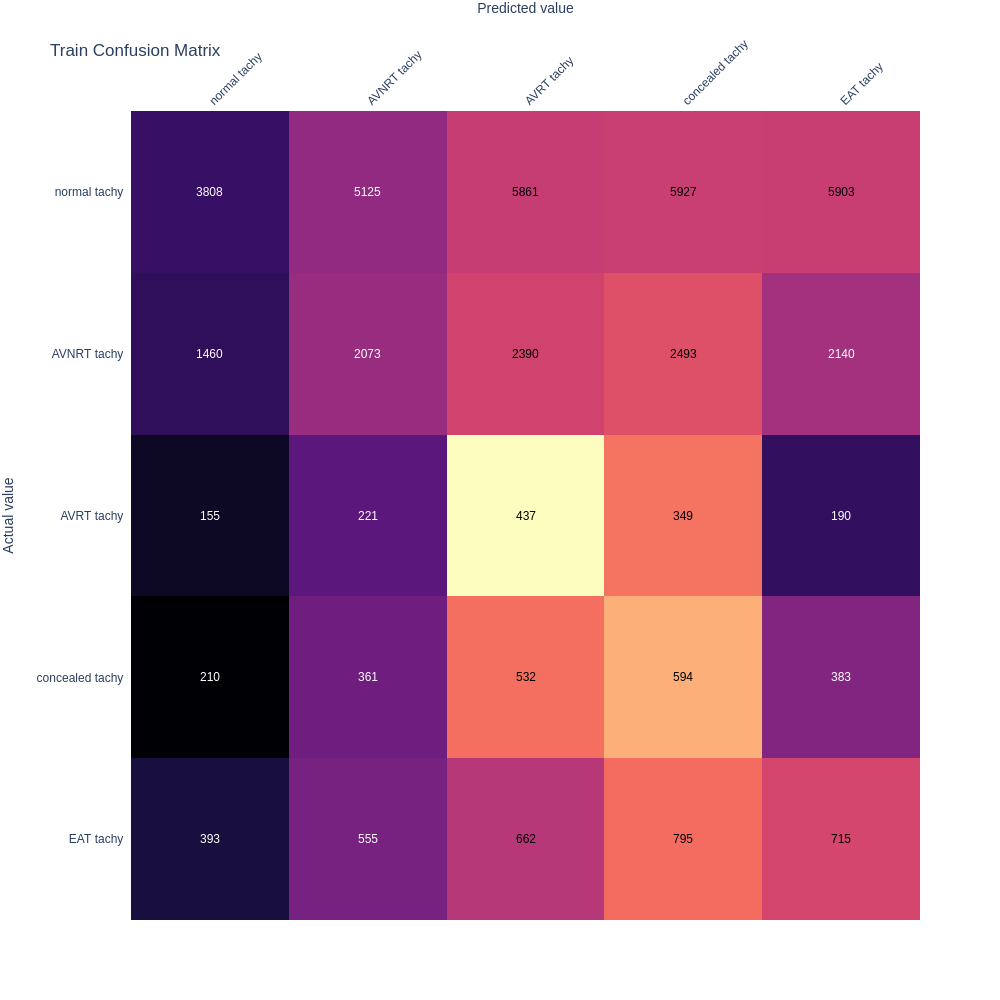 Predicted value
Train Confusion Matrix
normal tachy
AVNRT tachy
AVRT tachy
concealed tachy
EAT tachy
normal tachy 3808 5125 5861 5927 5903
AVNRT tachy 1460 2073 2390 2493 2140
Actual value
AVRT tachy 155 221 437 349 190
concealed tachy 210 361 532 594 383
EAT tachy 393 555 662 795 715